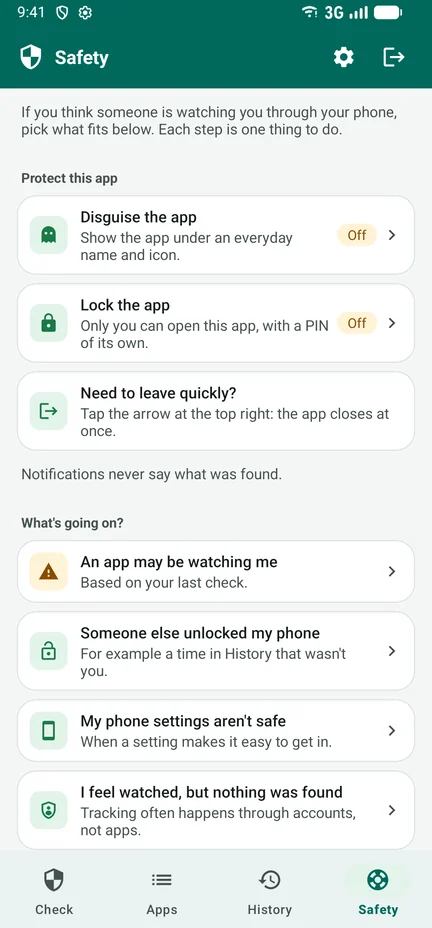 9:41
3G
Safety
If you think someone is watching you through your phone,
pick what fits below. Each step is one thing to do.
Protect this app
Disguise the app
Show the app under an everyday
name and icon.
Off
Lock the app
Only you can open this app, with a PIN
of its own.
Off
Need to leave quickly?
Tap the arrow at the top right: the app closes at
once.
Notifications never say what was found.
What's going on?
An app may be watching me
Based on your last check.
Someone else unlocked my phone
For example a time in History that wasn't
you.
My phone settings aren't safe
When a setting makes it easy to get in.
I feel watched, but nothing was found
Tracking often happens through accounts,
not apps.
Check
Apps
History
Safety